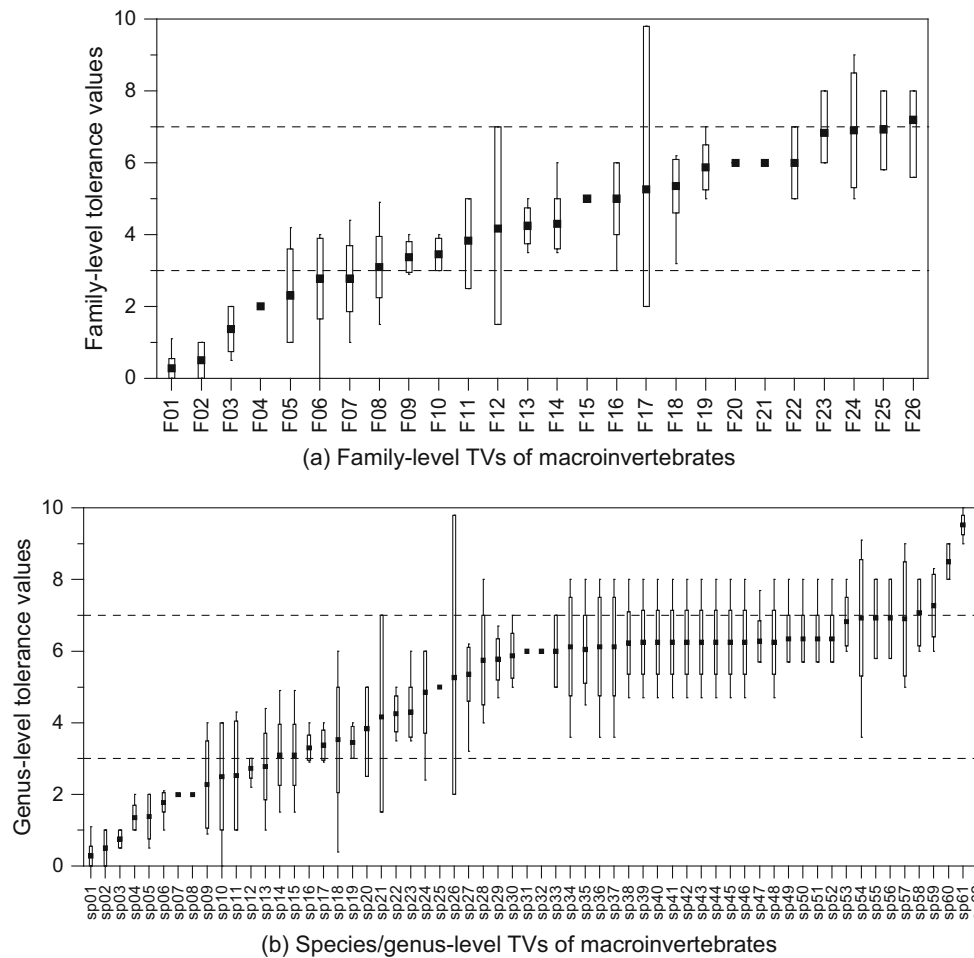 10
8
6
4
2
0
Family-level tolerance values
F01 F02 F03 F04 F05 F06 F07 F08 F09 F10 F11 F12 F13 F14 F15 F16 F17 F18 F19 F20 F21 F22 F23 F24 F25 F26
(a) Family-level TVs of macroinvertebrates
10
8
6
4
2
0
Genus-level tolerance values
sp01 sp02 sp03 sp04 sp05 sp06 sp07 sp08 sp09 sp10 sp11 sp12 sp13 sp14 sp15 sp16 sp17 sp18 sp19 sp20 sp21 sp22 sp23 sp24 sp25 sp26 sp27 sp28 sp29 sp30 sp31 sp32 sp33 sp34 sp35 sp36 sp37 sp38 sp39 sp40 sp41 sp42 sp43 sp44 sp45 sp46 sp47 sp48 sp49 sp50 sp51 sp52 sp53 sp54 sp55 sp56 sp57 sp58 sp59 sp60 sp61
(b) Species/genus-level TVs of macroinvertebrates